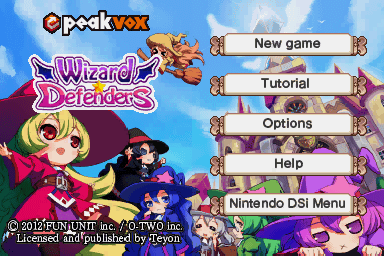 peakvox
Wizard
Defenders
New game
Tutorial
Options
Help
Nintendo DSi Menu
© 2012 FUN UNIT inc. / O-TWO inc.
Licensed and published by Teyon